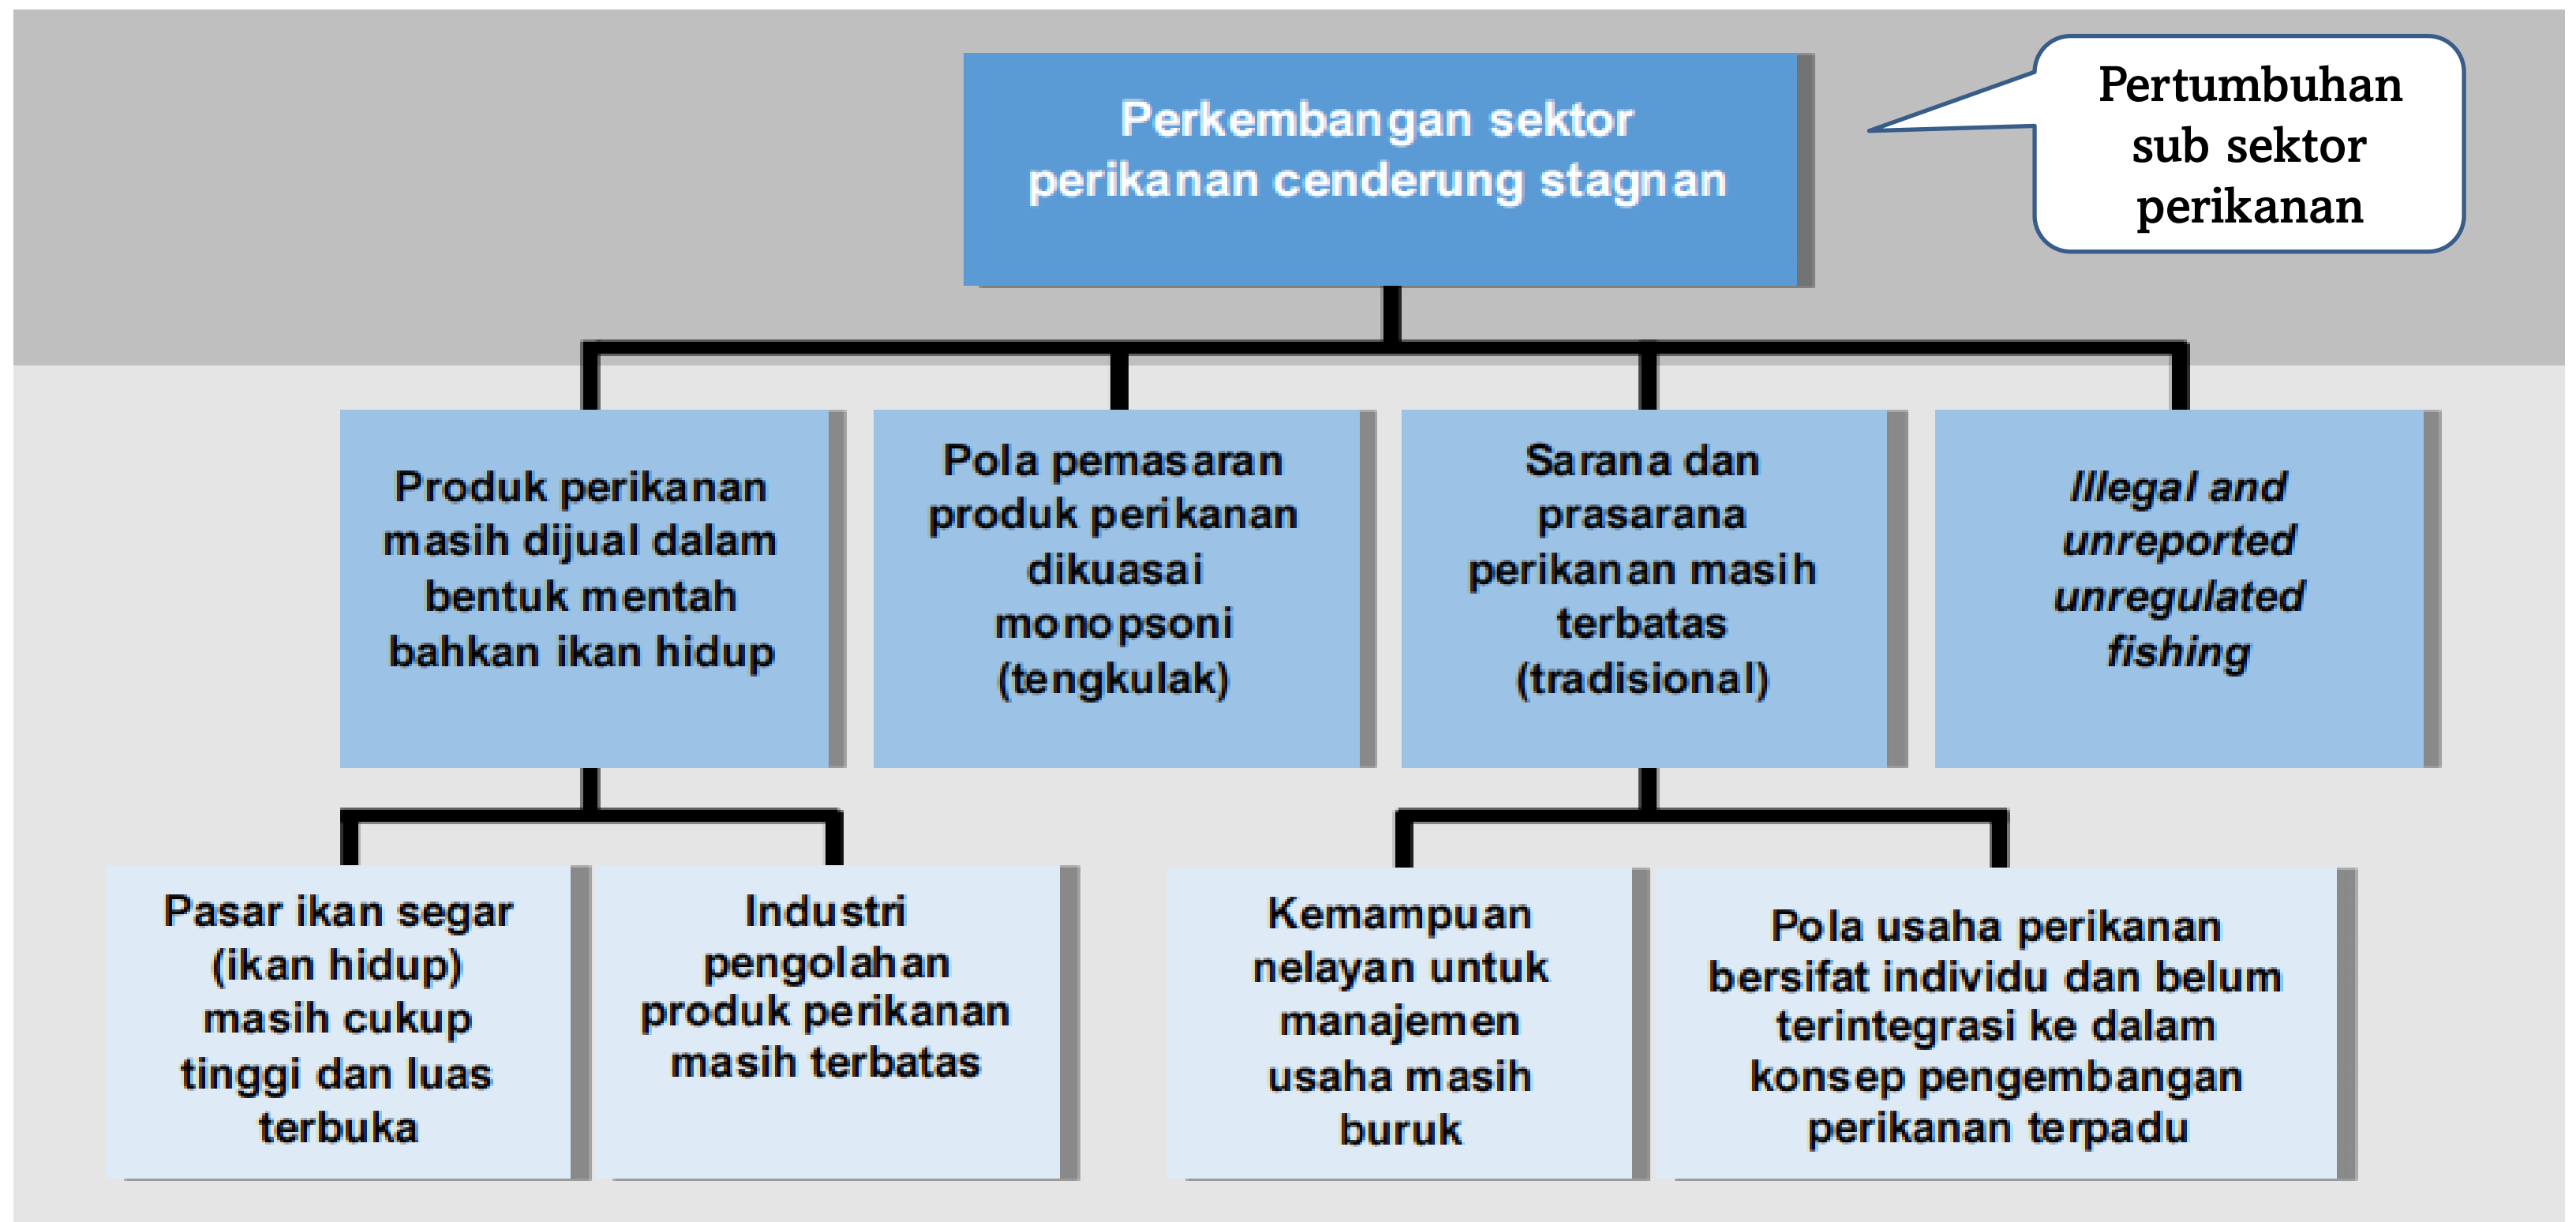 Perkembangan sektor
perikanan cenderung stagnan
Pertumbuhan
sub sektor
perikanan
Produk perikanan
masih dijual dalam
bentuk mentah
bahkan ikan hidup
Pola pemasaran
produk perikanan
dikuasai
monopsoni
(tengkulak)
Sarana dan
prasarana
perikanan masih
terbatas
(tradisional)
Illegal and
unreported
unregulated
fishing
Pasar ikan segar
(ikan hidup)
masih cukup
tinggi dan luas
terbuka
Industri
pengolahan
produk perikanan
masih terbatas
Kemampuan
nelayan untuk
manajemen
usaha masih
buruk
Pola usaha perikanan
bersifat individu dan belum
terintegrasi ke dalam
konsep pengembangan
perikanan terpadu